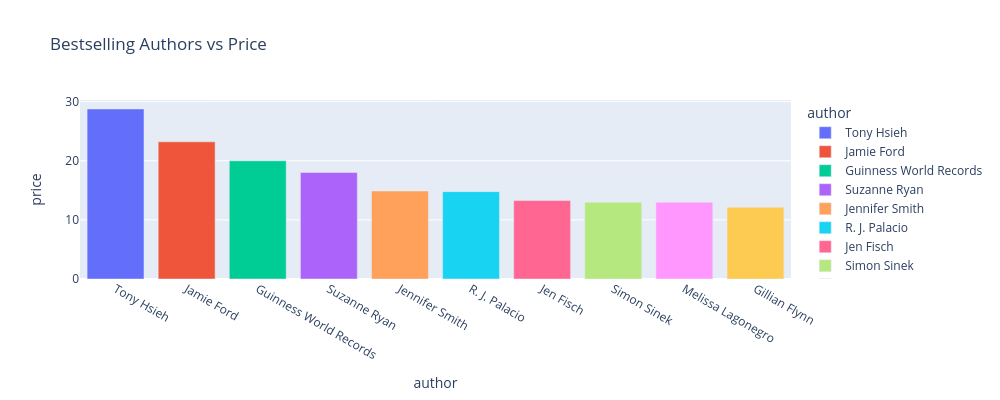 Bestselling Authors vs Price
30
20
10
0
price
Tony Hsieh
Jamie Ford
Guinness World Records
Suzanne Ryan
Jennifer Smith
R. J. Palacio
Jen Fisch
Simon Sinek
Melissa Lagonegro
Gillian Flynn
author
author
Tony Hsieh
Jamie Ford
Guinness World Records
Suzanne Ryan
Jennifer Smith
R. J. Palacio
Jen Fisch
Simon Sinek